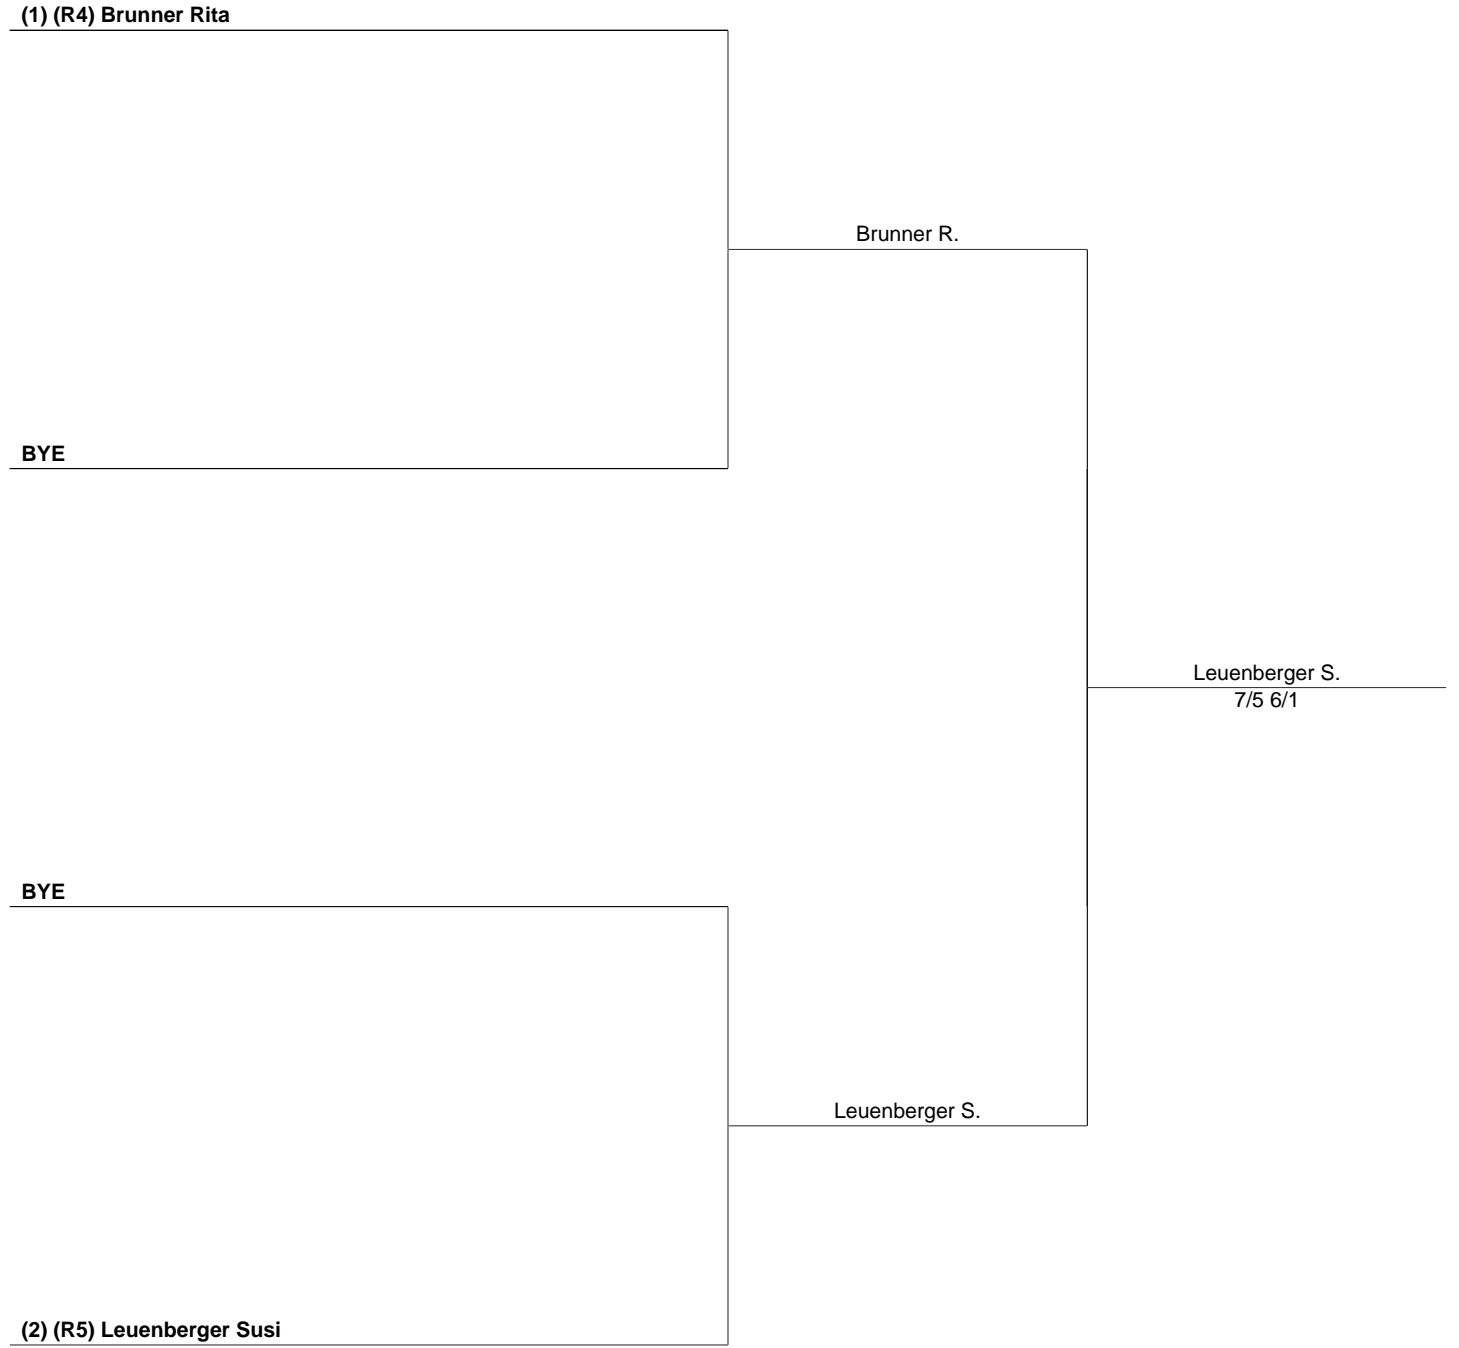 (1) (R4) Brunner Rita
Brunner R.
BYE
Leuenberger S.
7/5 6/1
BYE
Leuenberger S.
(2) (R5) Leuenberger Susi